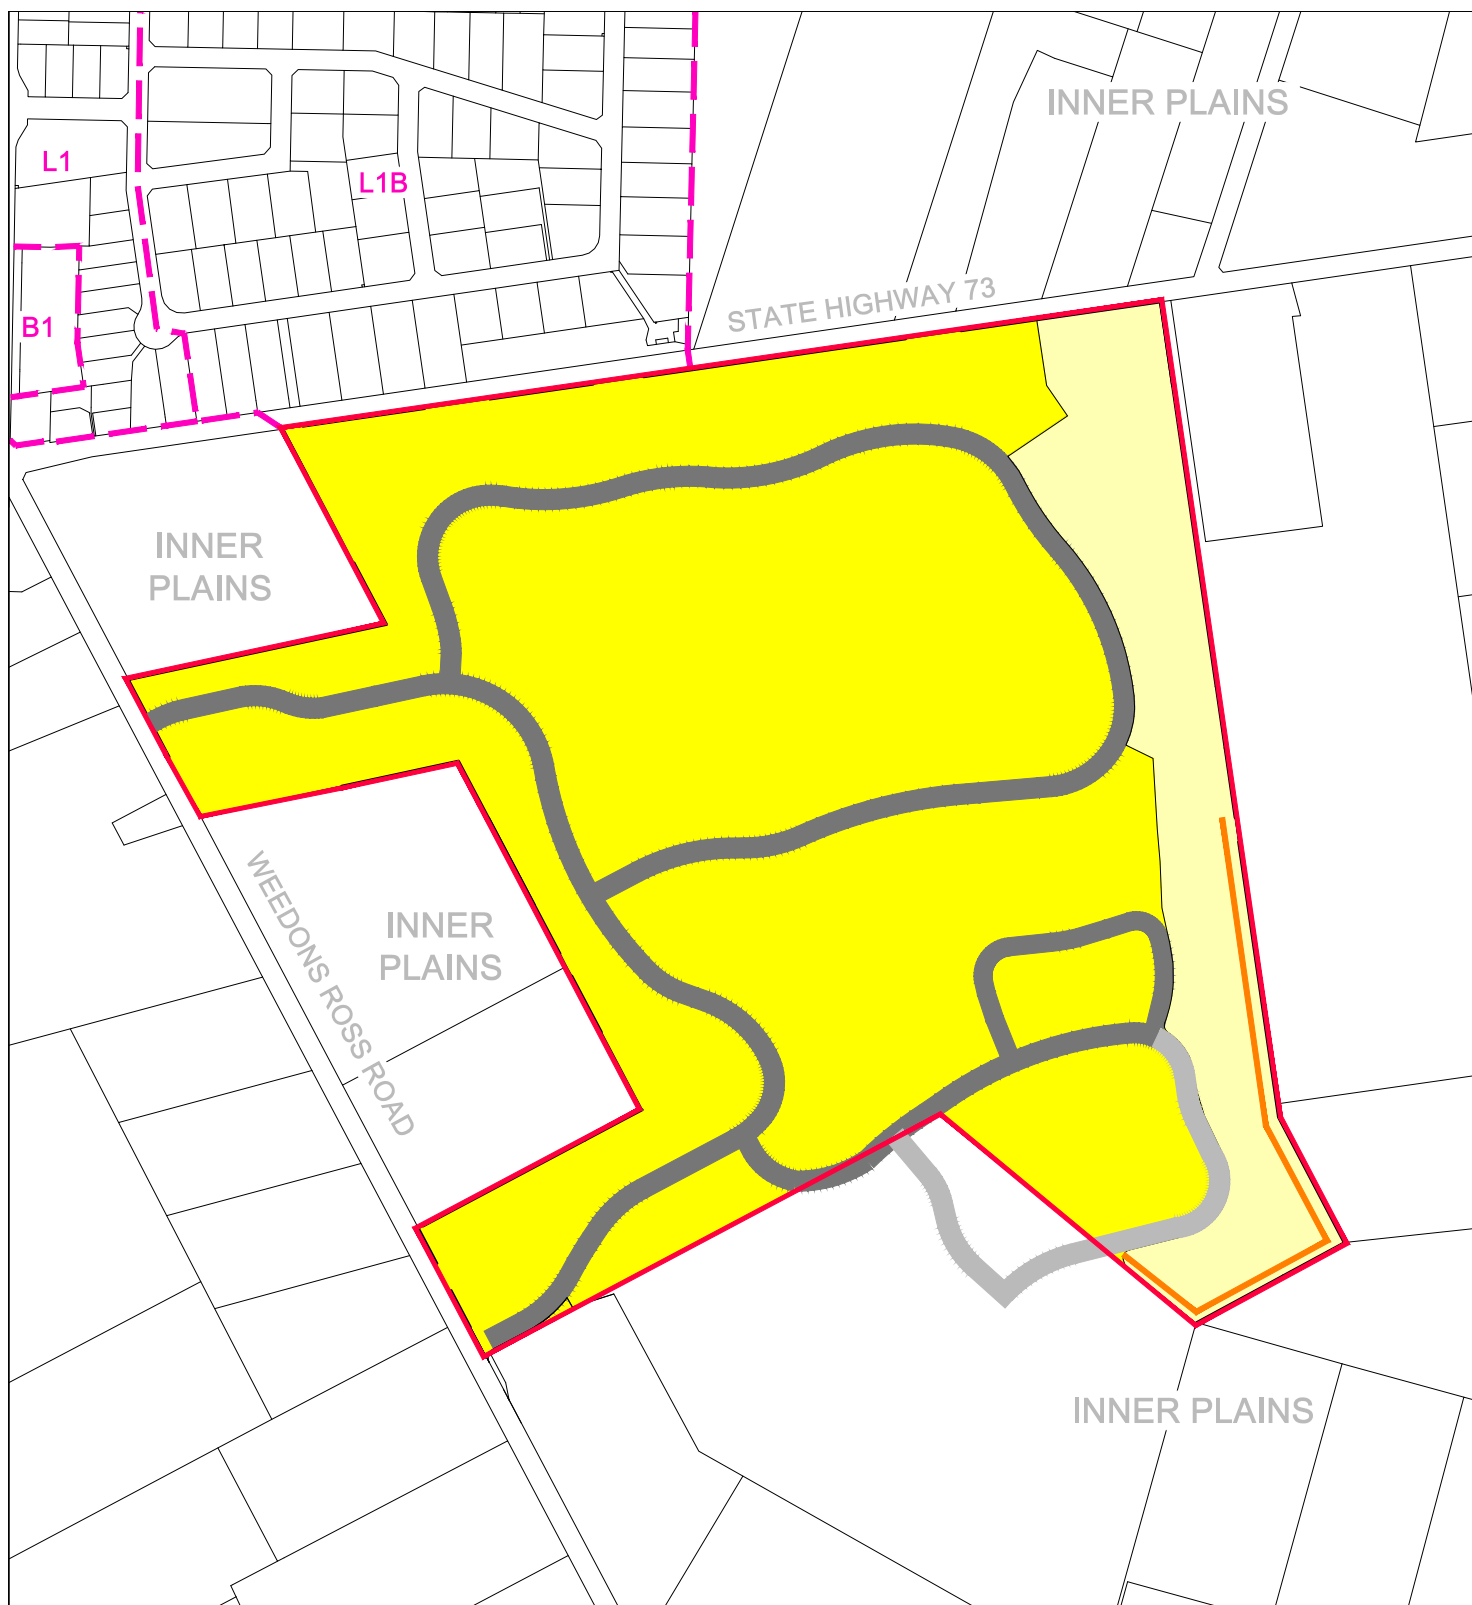 INNER PLAINS
L1
L1B
STATE HIGHWAY 73
B1
INNER
PLAINS
WEEDONS ROSS ROAD
INNER
PLAINS
INNER PLAINS